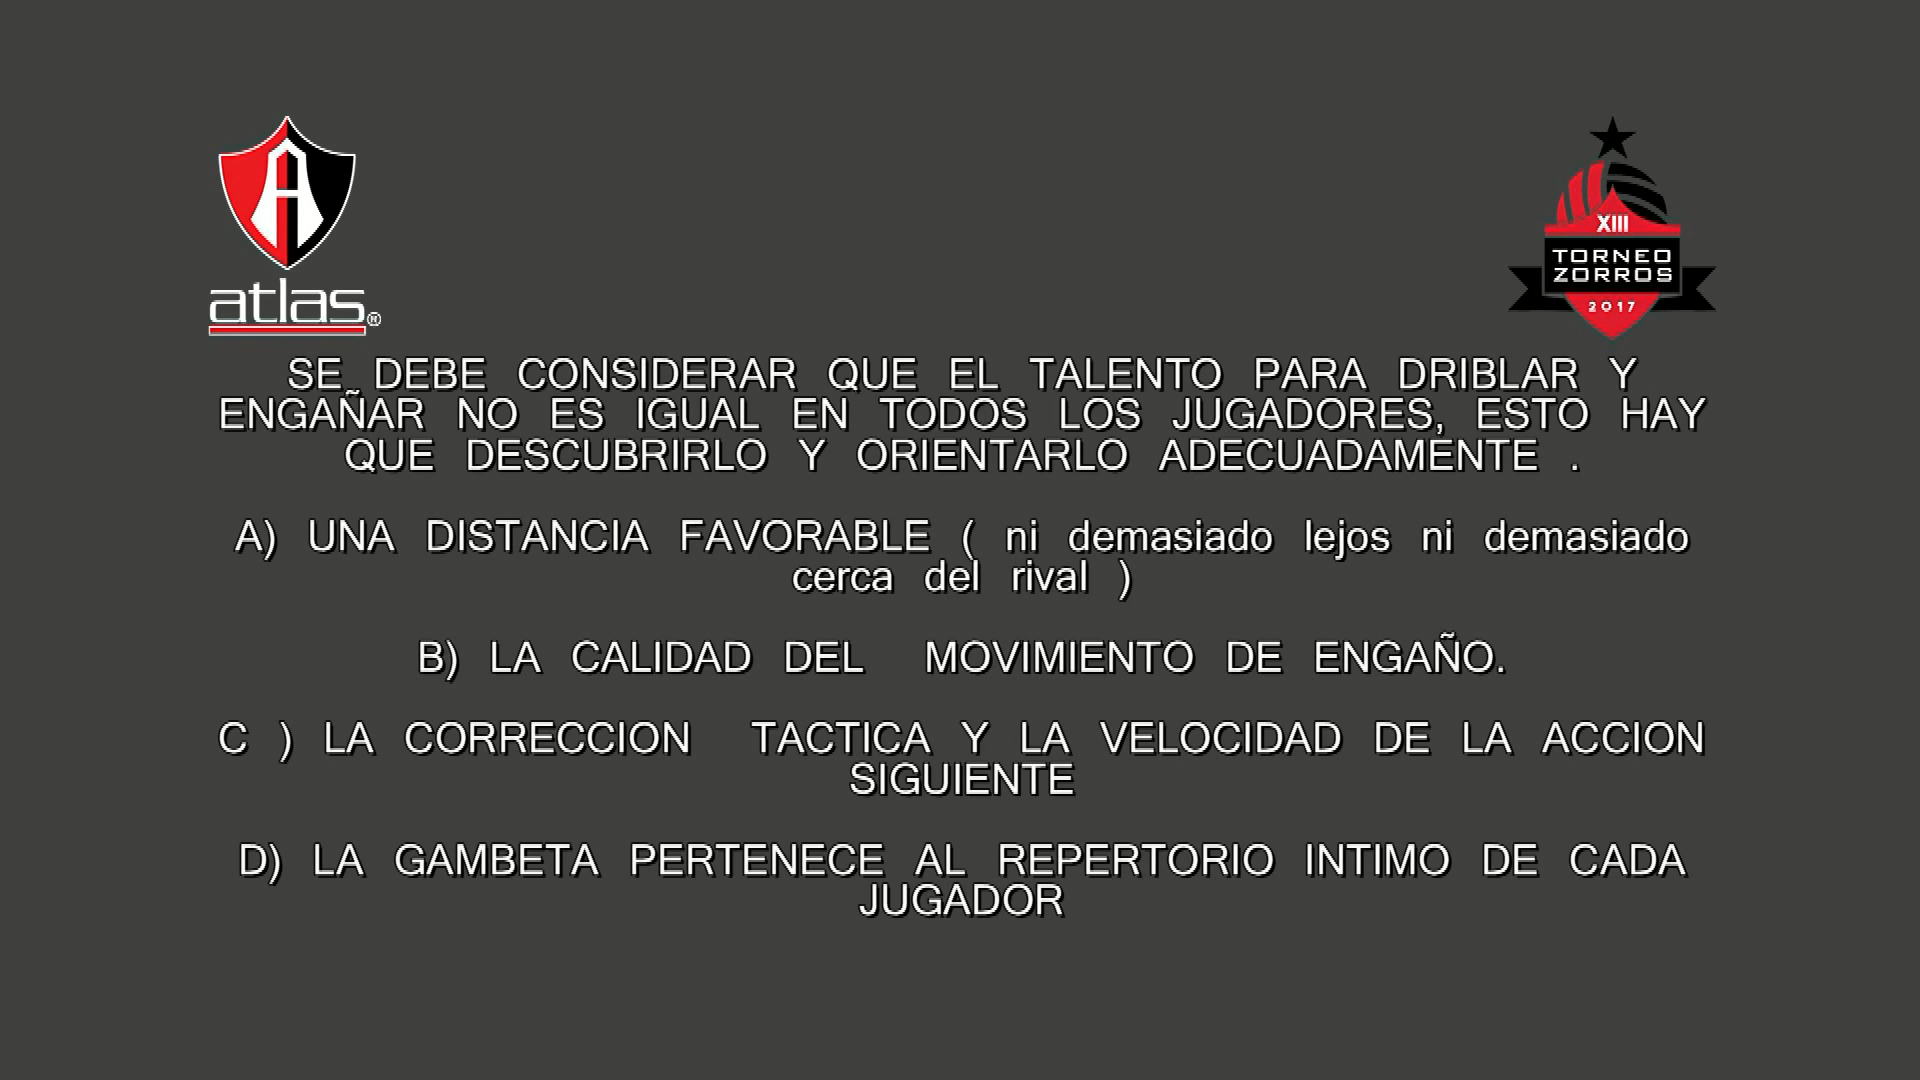 A
atlas®
XIII
TORNEO
ZORROS
2017
SE DEBE CONSIDERAR QUE EL TALENTO PARA DRIBLAR Y
ENGAÑAR NO ES IGUAL EN TODOS LOS JUGADORES, ESTO HAY
QUE DESCUBRIRLO Y ORIENTARLO ADECUADAMENTE .
A) UNA DISTANCIA FAVORABLE ( ni demasiado lejos ni demasiado
cerca del rival )
B) LA CALIDAD DEL MOVIMIENTO DE ENGAÑO.
C ) LA CORRECCION TACTICA Y LA VELOCIDAD DE LA ACCION
SIGUIENTE
D) LA GAMBETA PERTENECE AL REPERTORIO INTIMO DE CADA
JUGADOR